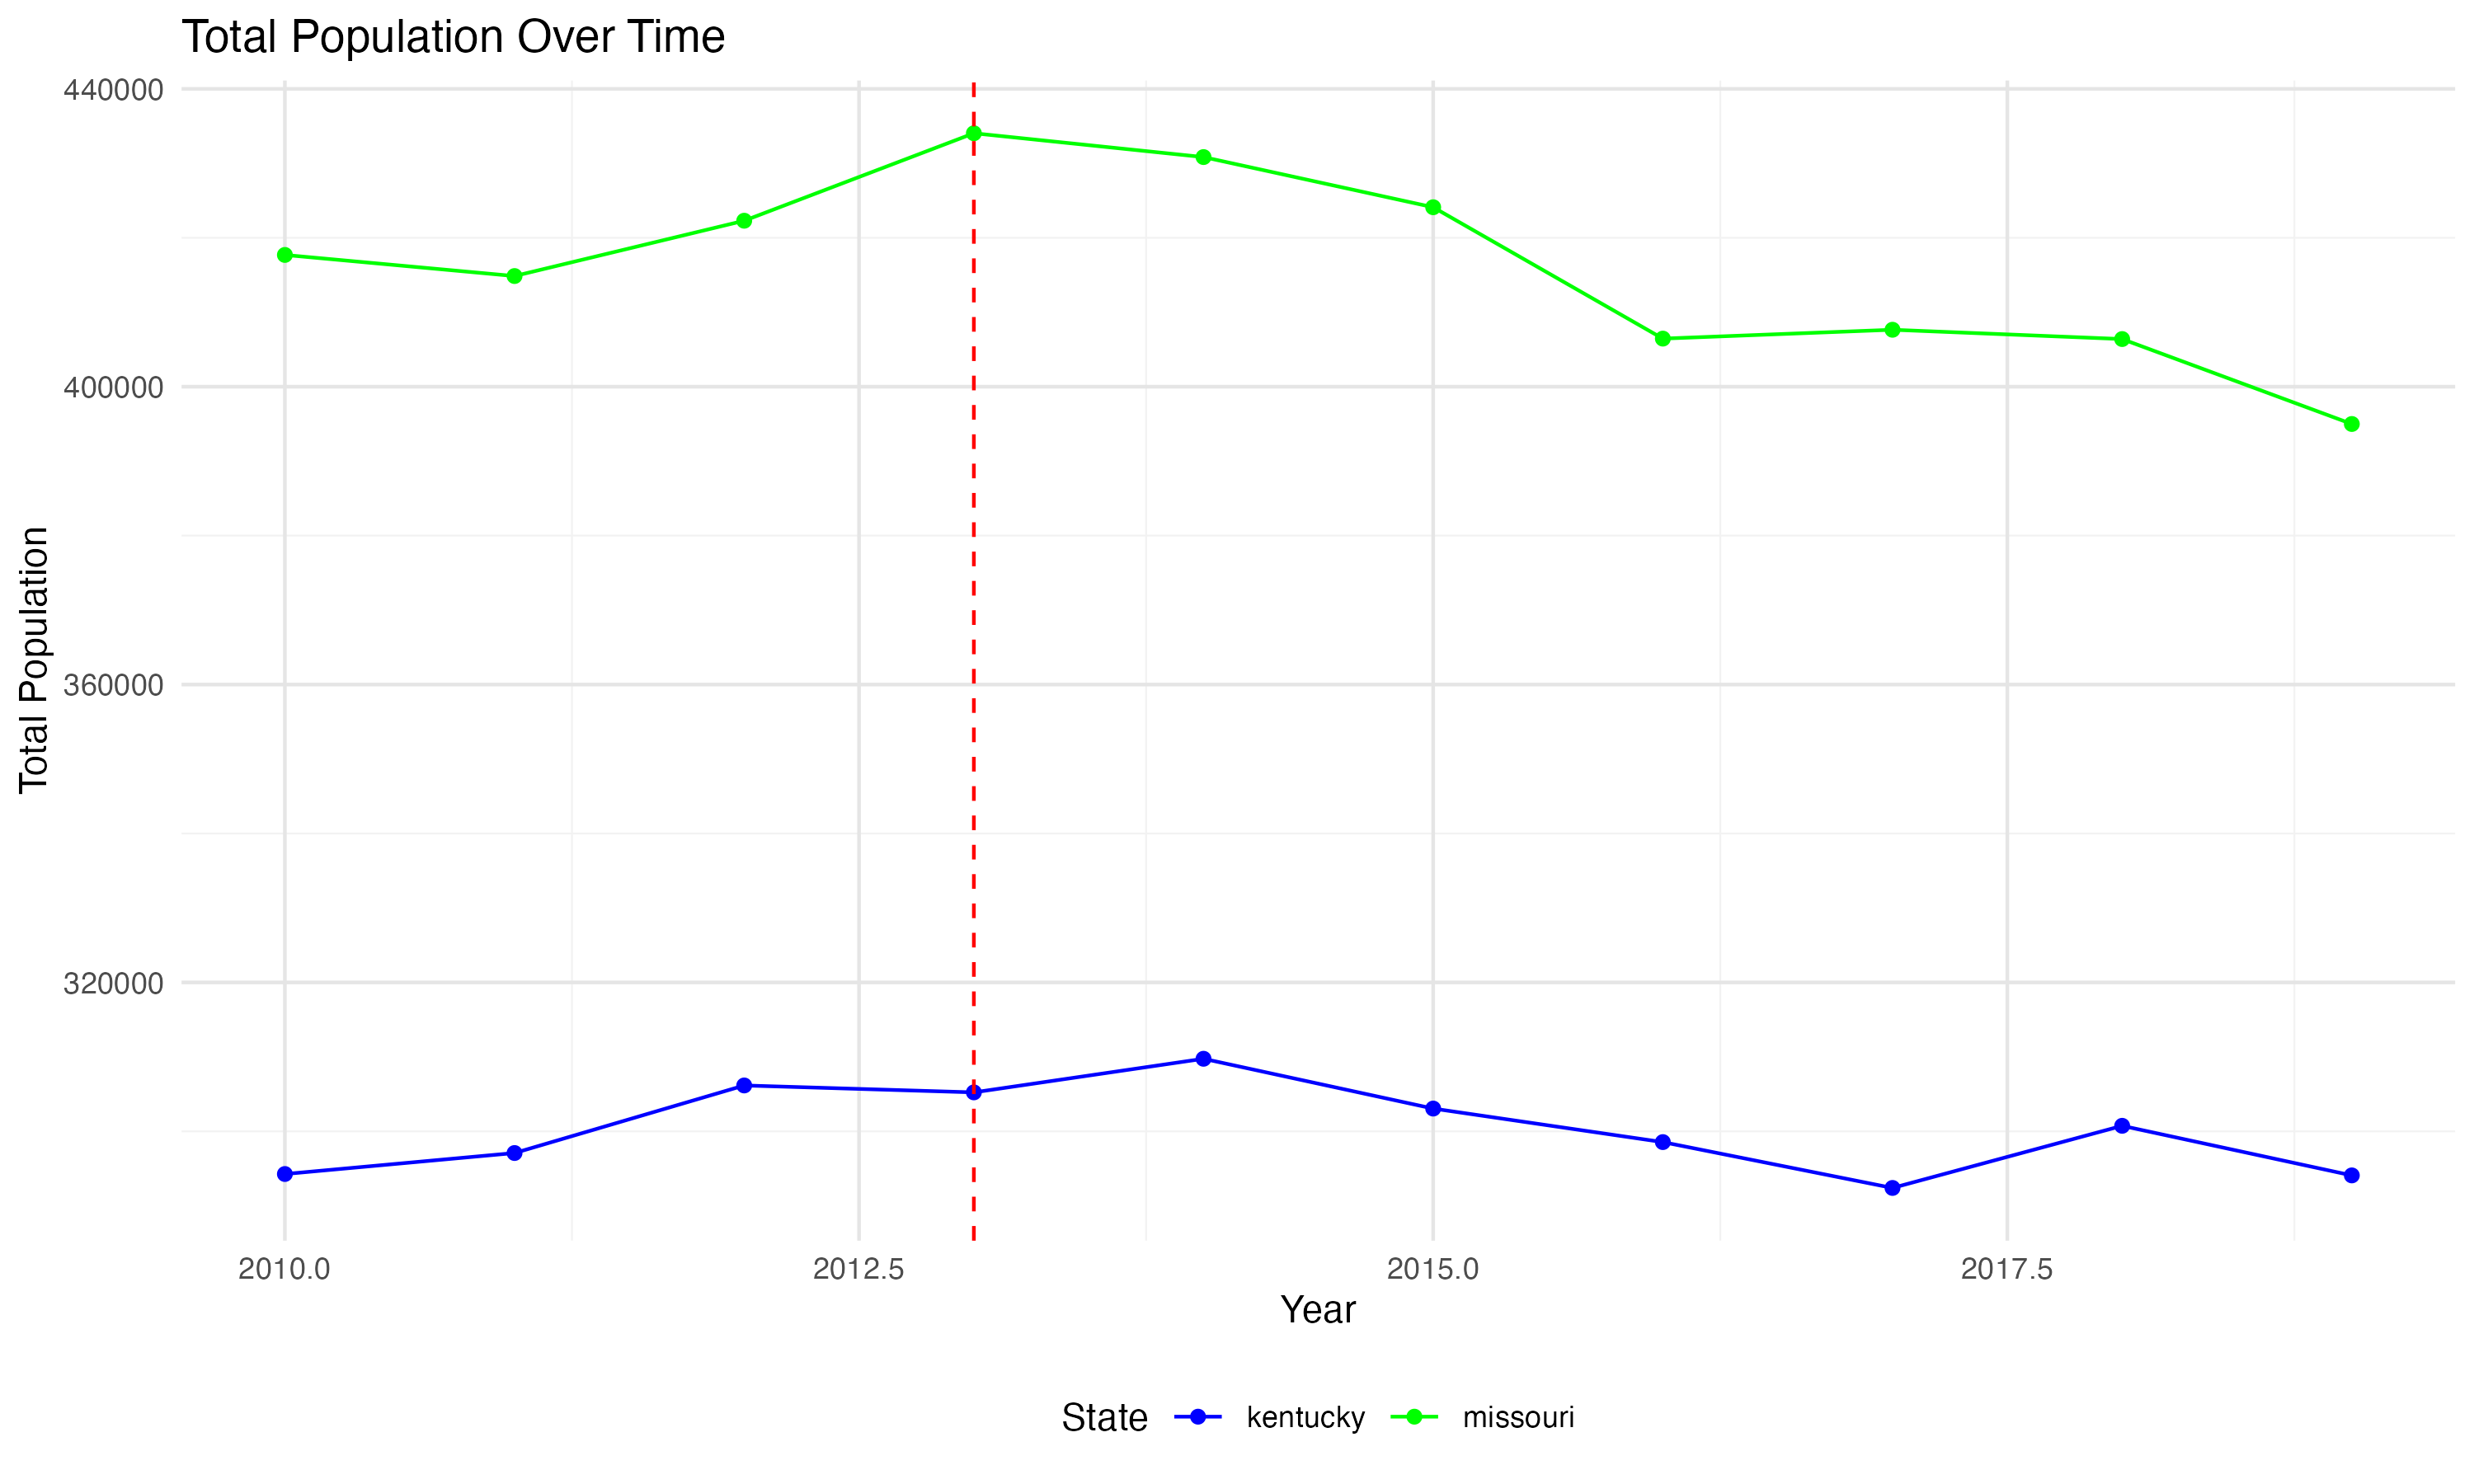 Total Population Over Time
440000
400000
360000
320000
Total Population
2010.0 2012.5 2015.0 2017.5
Year
State kentucky missouri